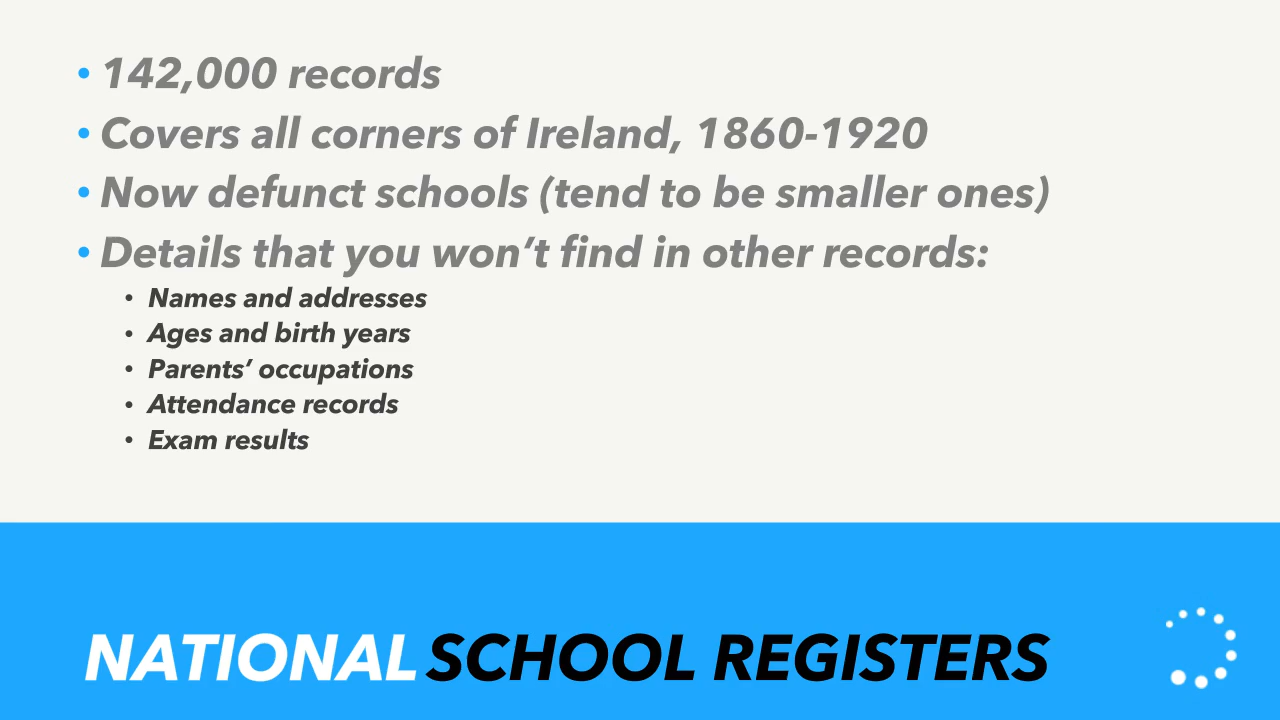 • 142,000 records
• Covers all corners of Ireland, 1860-1920
• Now defunct schools (tend to be smaller ones)
• Details that you won’t find in other records:
• Names and addresses
• Ages and birth years
• Parents’ occupations
• Attendance records
• Exam results
NATIONAL SCHOOL REGISTERS